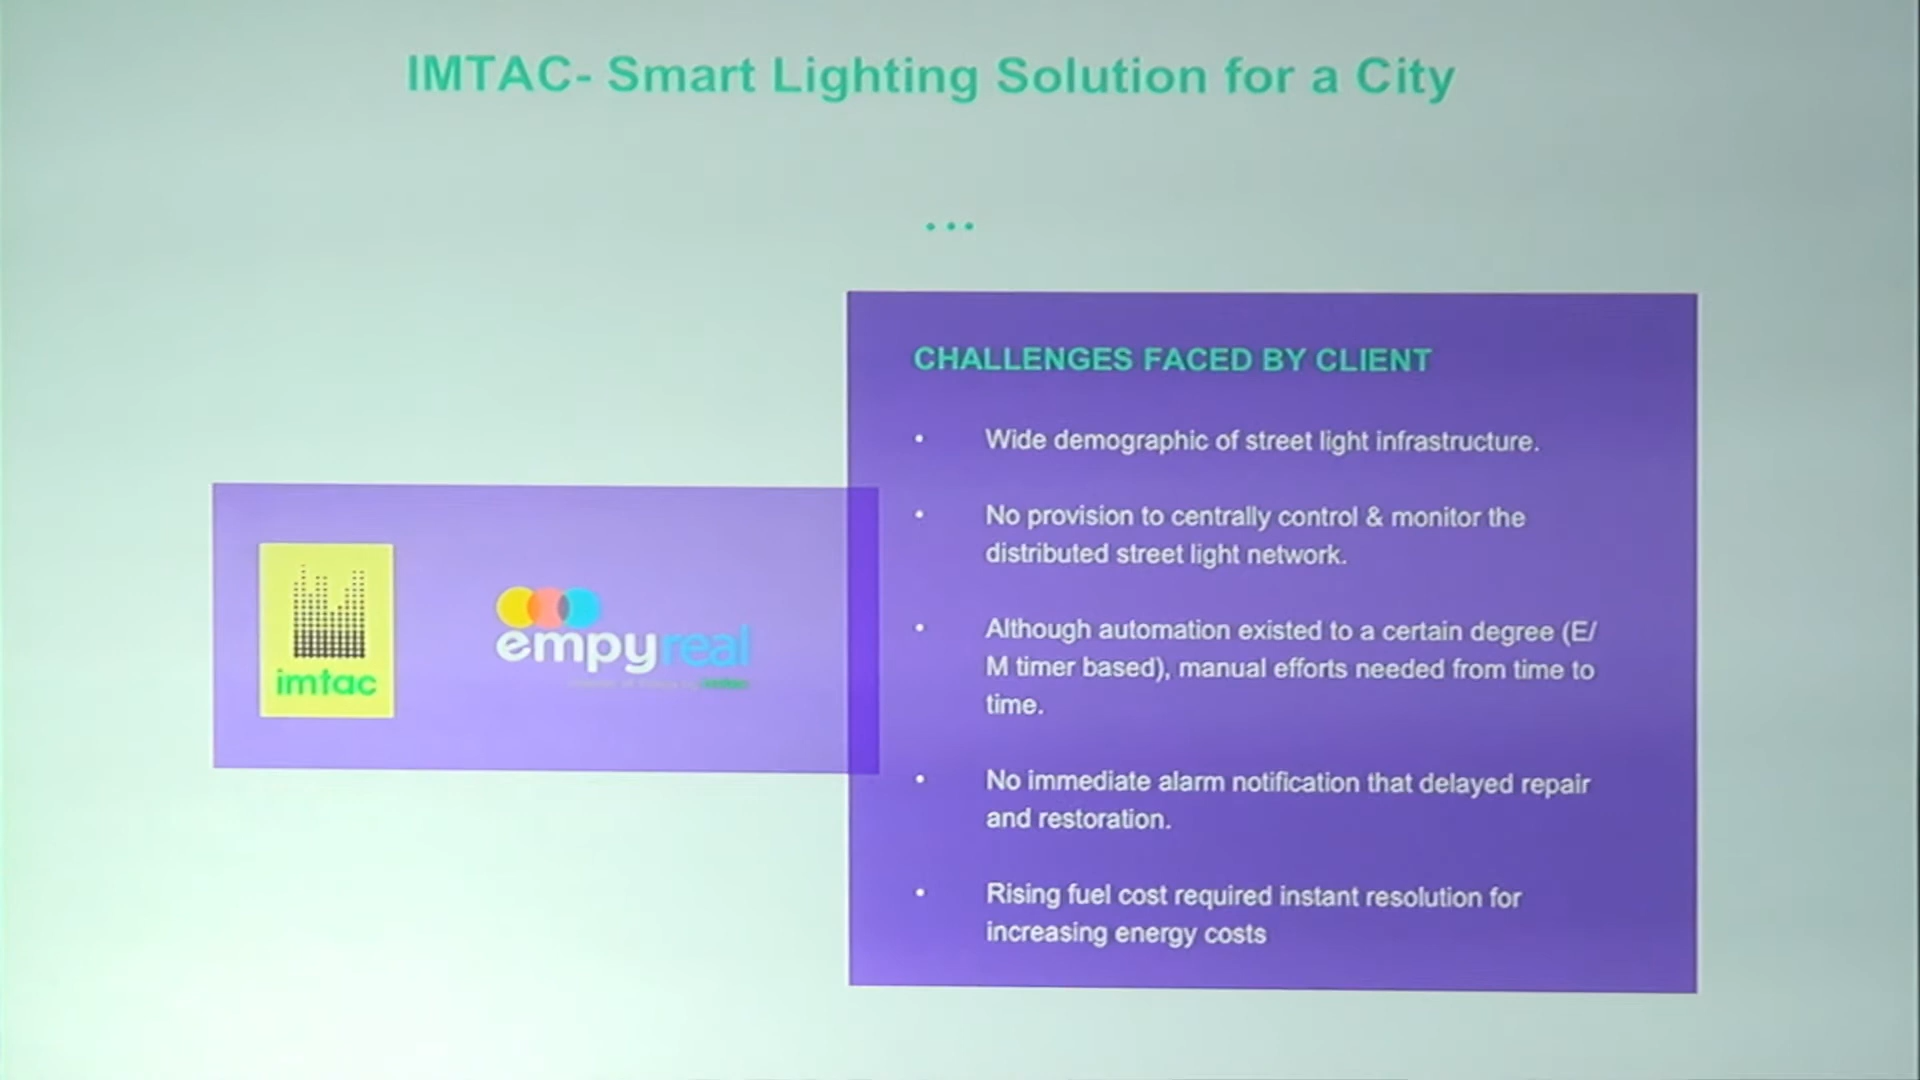 IMTAC- Smart Lighting Solution for a City
...
CHALLENGES FACED BY CLIENT
• Wide demographic of street light infrastructure.
• No provision to centrally control & monitor the
distributed street light network.
• Although automation existed to a certain degree (E/
M timer based), manual efforts needed from time to
time.
• No immediate alarm notification that delayed repair
and restoration.
• Rising fuel cost required instant resolution for
increasing energy costs
imtac
empyreal